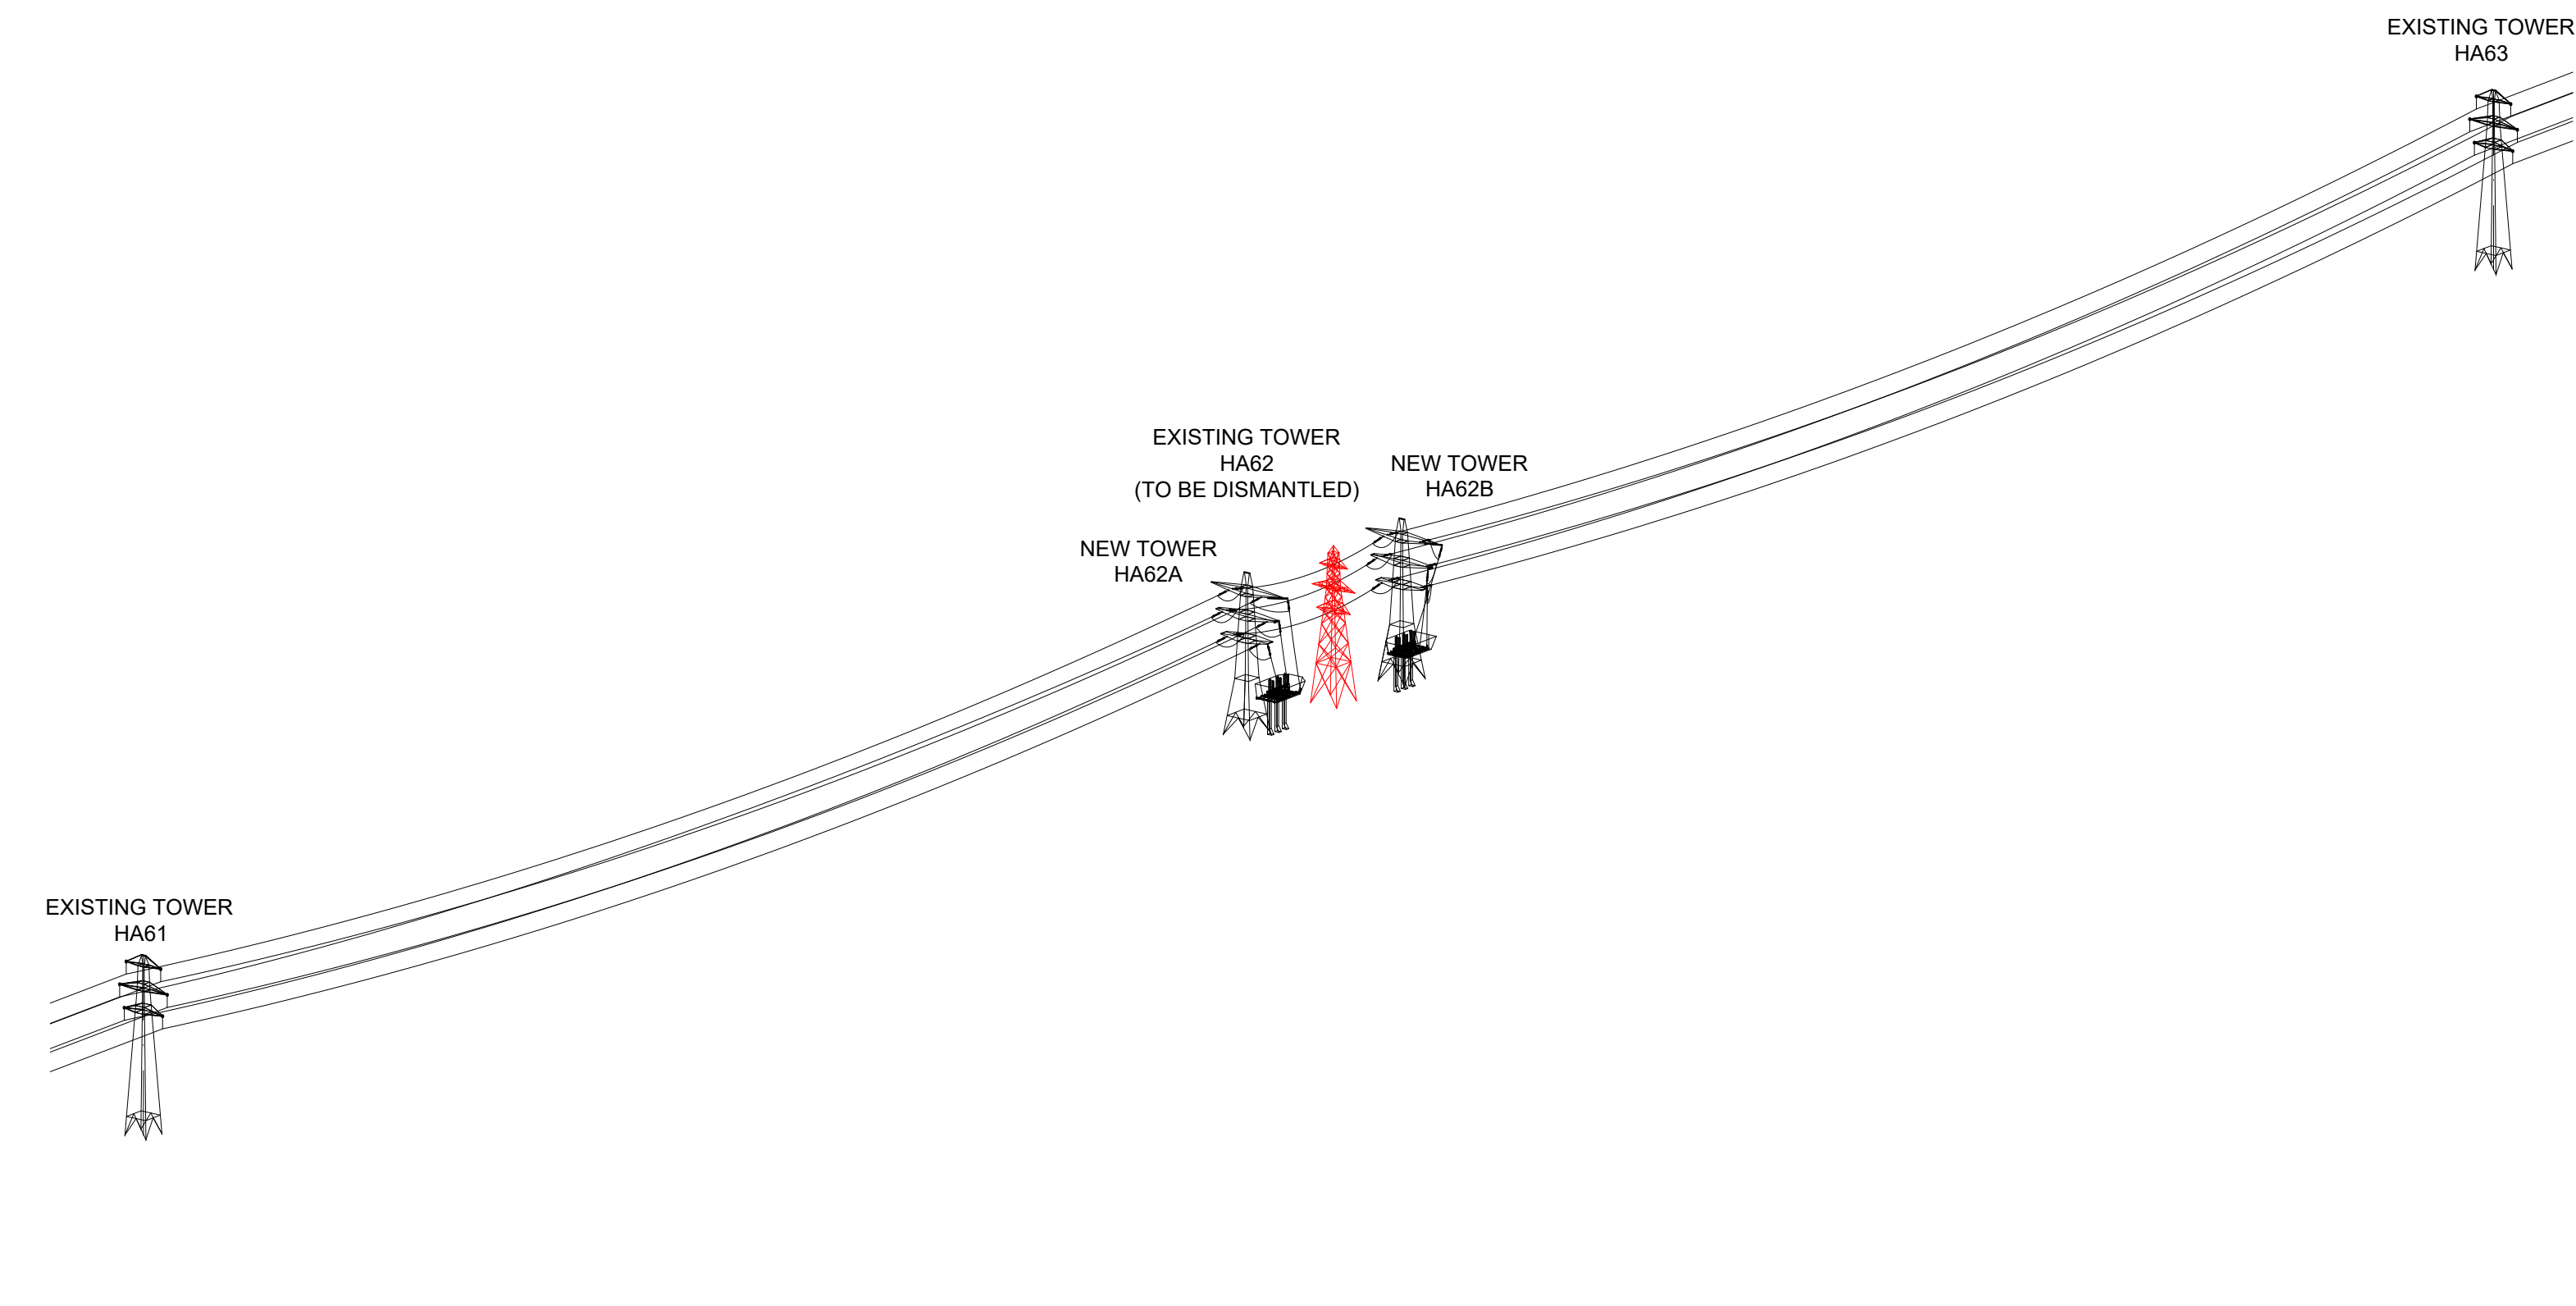 EXISTING TOWER
HA63
EXISTING TOWER
HA62
(TO BE DISMANTLED)
NEW TOWER
HA62B
NEW TOWER
HA62A
EXISTING TOWER
HA61